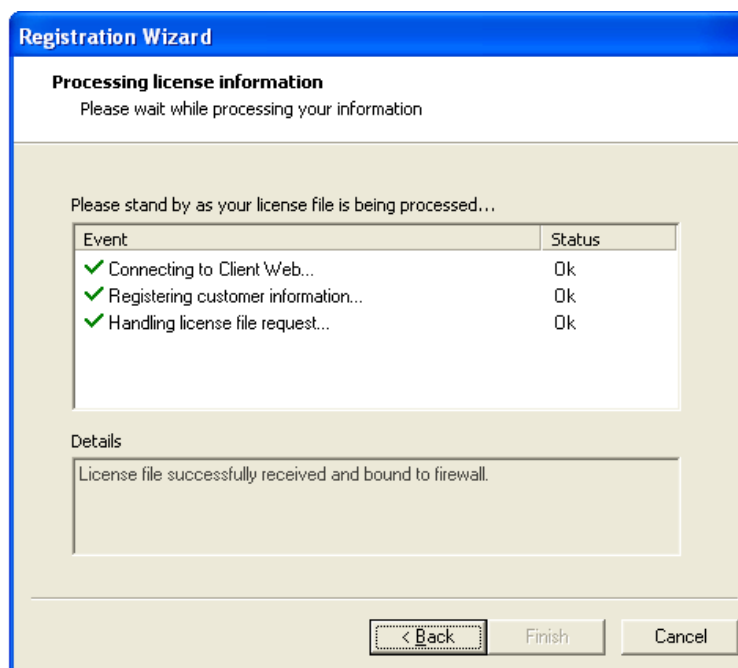 Registration Wizard
Processing license information
Please wait while processing your information
Please stand by as your license file is being processed...
Event Status
Connecting to Client Web... Ok
Registering customer information... Ok
Handling license file request... Ok
Details
License file successfully received and bound to firewall.
< Back Finish Cancel